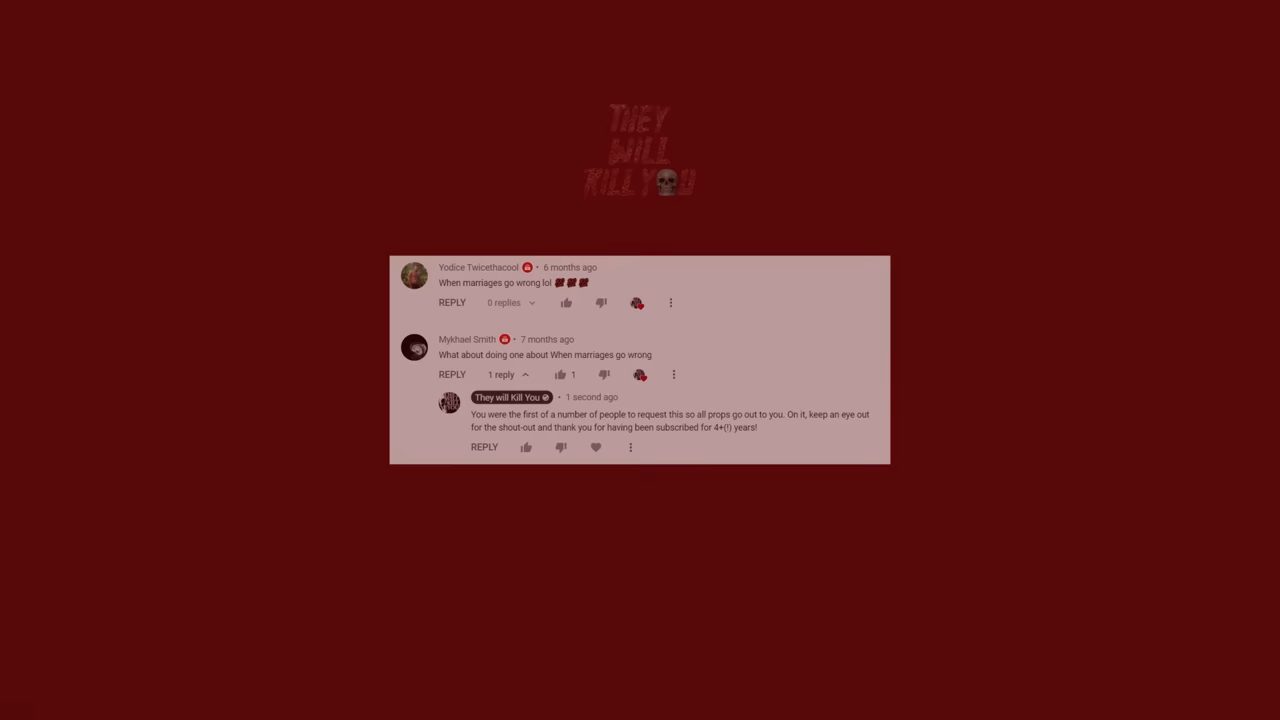 THEY
WILL
KILL YOU
Yodice Twicethacool • 6 months ago
When marriages go wrong lol
REPLY 0 replies
Mykhael Smith • 7 months ago
What about doing one about When marriages go wrong
REPLY 1 reply 1
They will Kill You • 1 second ago
You were the first of a number of people to request this so all props go out to you. On it, keep an eye out
for the shout-out and thank you for having been subscribed for 4+(!) years!
REPLY